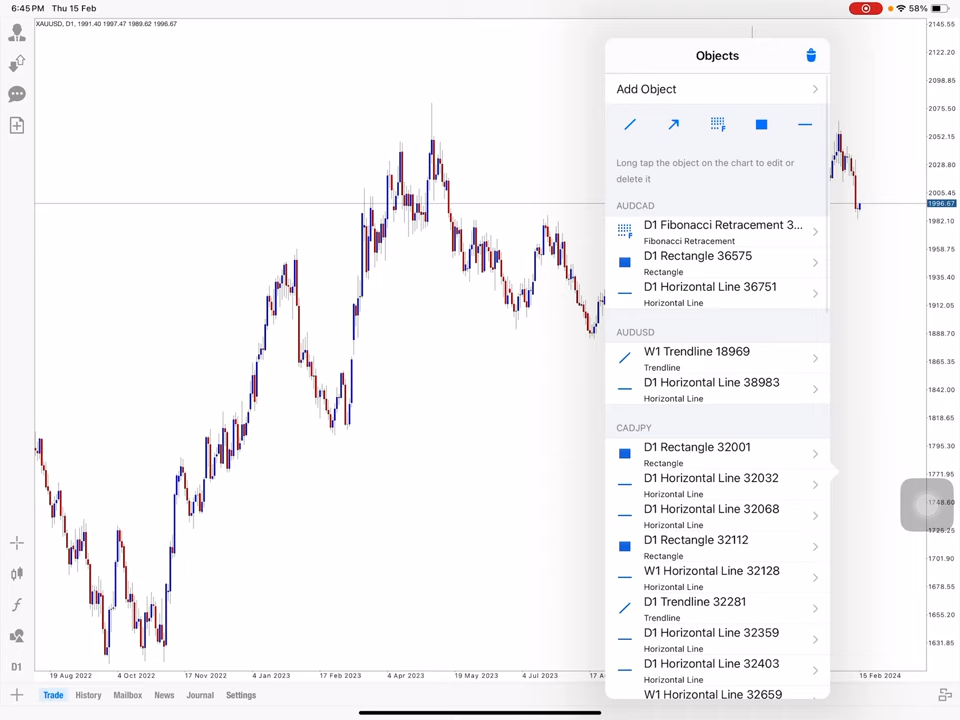 6:45 PM Thu 15 Feb
58%
XAUUSD, D1, 1991.40 1997.47 1989.62 1996.67
Objects
Add Object
Long tap the object on the chart to edit or
delete it
AUDCAD
D1 Fibonacci Retracement 3...
Fibonacci Retracement
D1 Rectangle 36575
Rectangle
D1 Horizontal Line 36751
Horizontal Line
AUDUSD
W1 Trendline 18969
Trendline
D1 Horizontal Line 38983
Horizontal Line
CADJPY
D1 Rectangle 32001
Rectangle
D1 Horizontal Line 32032
Horizontal Line
D1 Horizontal Line 32068
Horizontal Line
D1 Rectangle 32112
Rectangle
W1 Horizontal Line 32128
Horizontal Line
D1 Trendline 32281
Trendline
D1 Horizontal Line 32359
Horizontal Line
D1 Horizontal Line 32403
Horizontal Line
W1 Horizontal Line 32659
2145.55
2122.20
2098.85
2075.50
2052.15
2028.80
2005.45
1996.67
1982.10
1958.75
1935.40
1912.05
1888.70
1865.35
1842.00
1818.65
1795.30
1771.95
1748.60
1725.25
1701.90
1678.55
1655.20
1631.85
D1
19 Aug 2022 4 Oct 2022 17 Nov 2022 4 Jan 2023 17 Feb 2023 4 Apr 2023 19 May 2023 4 Jul 2023 15 Feb 2024
Trade History Mailbox News Journal Settings